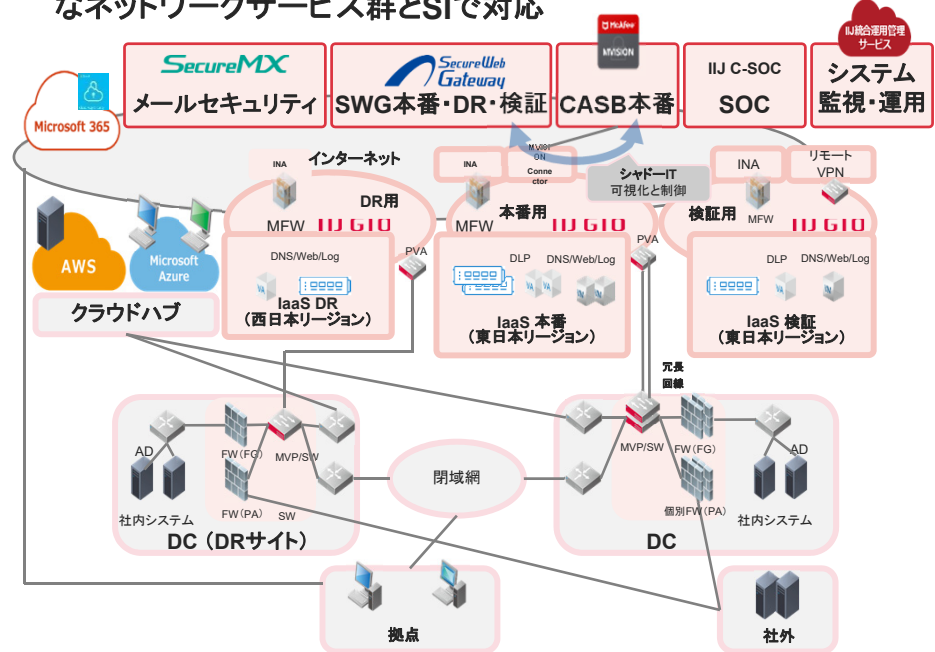 なネットワークサービス群とSIで対応
McAfee
MVISION
IIJ統合運用管理
サービス
SecureMX
メールセキュリティ
SecureWeb
Gateway
SWG本番・DR・検証
CASB本番
IIJ C-SOC
SOC
システム
監視・運用
Microsoft 365
INA
インターネット
INA
MVISI
ON
Conne
ctor
シャドーIT
可視化と制御
INA
リモート
VPN
DR用
MFW
IIJ GIO
本番用
MFW
IIJ GIO
検証用
MFW
IIJ GIO
PVA
PVA
AWS
Microsoft
Azure
クラウドハブ
DNS/Web/Log
VA
IaaS DR
（西日本リージョン）
DLP
DNS/Web/Log
VA
VA
IaaS 本番
（東日本リージョン）
DLP
DNS/Web/Log
VA
IaaS 検証
（東日本リージョン）
冗長
回線
AD
FW（FG）
MVP/SW
社内システム
FW（PA）
SW
DC（DRサイト）
閉域網
MVP/SW
FW（FG）
AD
個別FW（PA）
社内システム
DC
拠点
社外